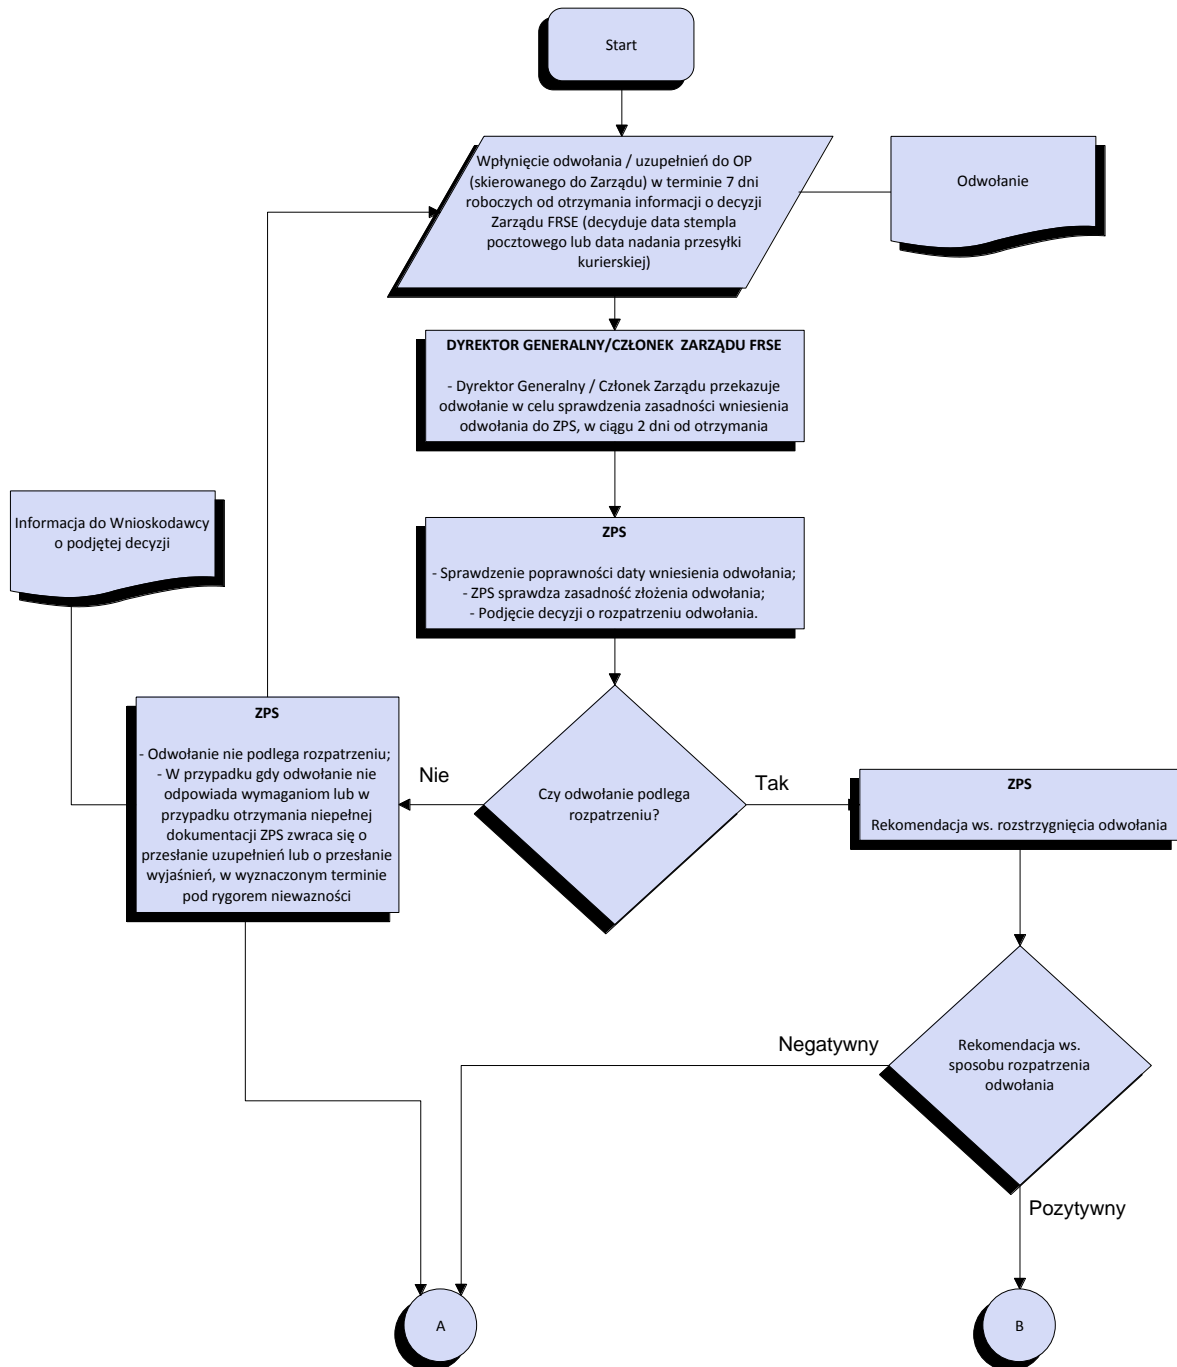 Start
Wpłynięcie odwołania / uzupełnień do OP
(skierowanego do Zarządu) w terminie 7 dni
roboczych od otrzymania informacji o decyzji
Zarządu FRSE (decyduje data stempla
pocztowego lub data nadania przesyłki
kurierskiej)
Odwołanie
DYREKTOR GENERALNY/CZŁONEK ZARZĄDU FRSE
- Dyrektor Generalny / Członek Zarządu przekazuje
odwołanie w celu sprawdzenia zasadności wniesienia
odwołania do ZPS, w ciągu 2 dni od otrzymania
Informacja do Wnioskodawcy
o podjętej decyzji
ZPS
- Sprawdzenie poprawności daty wniesienia odwołania;
- ZPS sprawdza zasadność złożenia odwołania;
- Podjęcie decyzji o rozpatrzeniu odwołania.
ZPS
- Odwołanie nie podlega rozpatrzeniu;
- W przypadku gdy odwołanie nie
odpowiada wymaganiom lub w
przypadku otrzymania niepełnej
dokumentacji ZPS zwraca się o
przesłanie uzupełnień lub o przesłanie
wyjaśnień, w wyznaczonym terminie
pod rygorem niewazności
Nie
Czy odwołanie podlega
rozpatrzeniu?
Tak
ZPS
Rekomendacja ws. rozstrzygnięcia odwołania
Negatywny
Rekomendacja ws.
sposobu rozpatrzenia
odwołania
Pozytywny
A
B